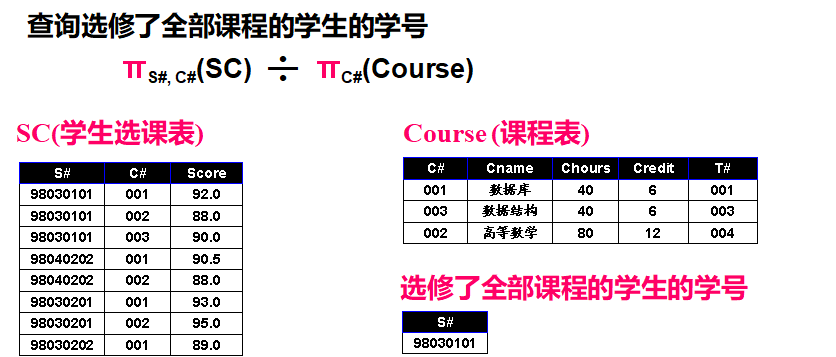 查询选修了全部课程的学生的学号
π S#, C#(SC) ÷ π C#(Course)
SC(学生选课表)
S# C# Score
98030101 001 92.0
98030101 002 88.0
98030101 003 90.0
98040202 001 90.5
98040202 002 88.0
98030201 001 93.0
98030201 002 95.0
98030202 001 89.0
Course (课程表)
C# Cname Chours Credit T#
001 数据库 40 6 001
003 数据结构 40 6 003
002 高等数学 80 12 004
选修了全部课程的学生的学号
S#
98030101